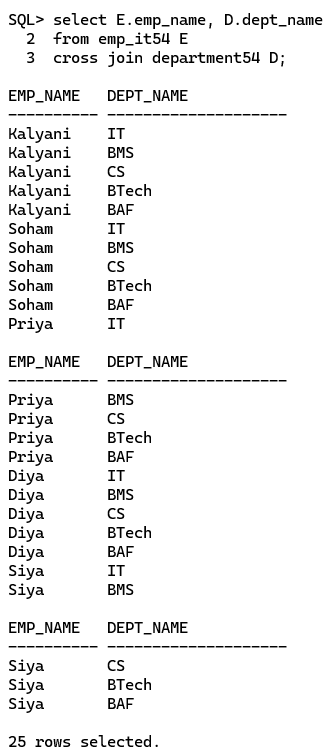 SQL> select E.emp_name, D.dept_name
  2  from emp_it54 E
  3  cross join department54 D;

EMP_NAME   DEPT_NAME
---------- --------------------
Kalyani    IT
Kalyani    BMS
Kalyani    CS
Kalyani    BTech
Kalyani    BAF
Soham      IT
Soham      BMS
Soham      CS
Soham      BTech
Soham      BAF
Priya      IT

EMP_NAME   DEPT_NAME
---------- --------------------
Priya      BMS
Priya      CS
Priya      BTech
Priya      BAF
Diya       IT
Diya       BMS
Diya       CS
Diya       BTech
Diya       BAF
Siya       IT
Siya       BMS

EMP_NAME   DEPT_NAME
---------- --------------------
Siya       CS
Siya       BTech
Siya       BAF

25 rows selected.